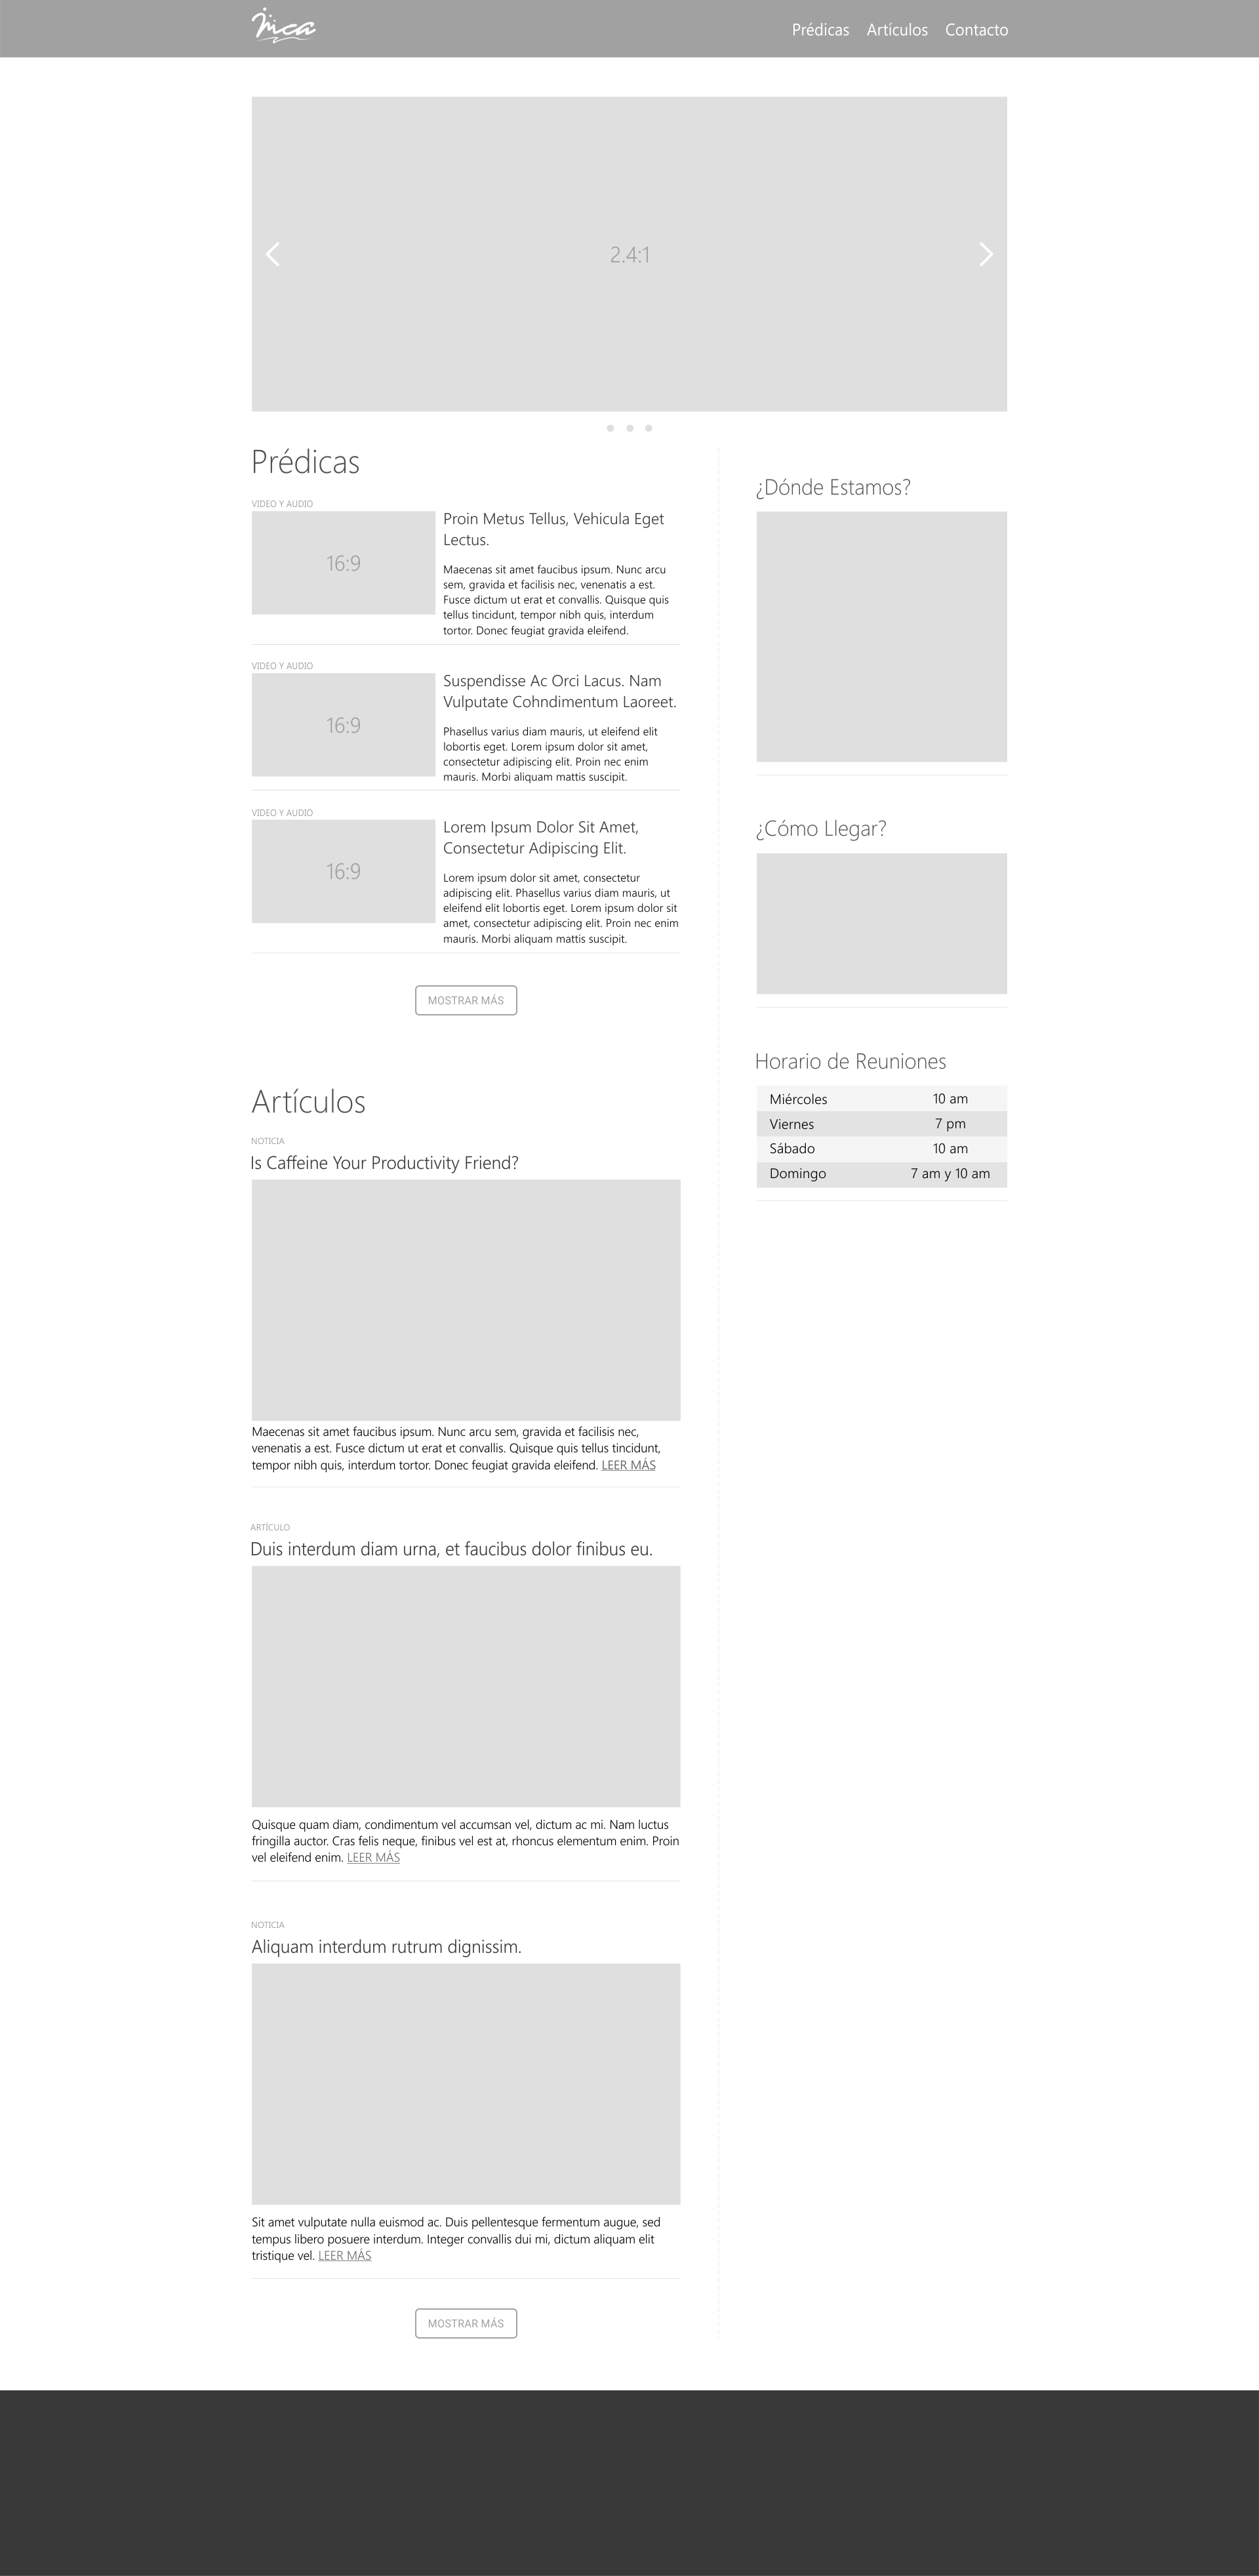 mca
Prédicas Artículos Contacto
2.4:1
Prédicas
VIDEO Y AUDIO
16:9
Proin Metus Tellus, Vehicula Eget
Lectus.
Maecenas sit amet faucibus ipsum. Nunc arcu
sem, gravida et facilisis nec, venenatis a est.
Fusce dictum ut erat et convallis. Quisque quis
tellus tincidunt, tempor nibh quis, interdum
tortor. Donec feugiat gravida eleifend.
VIDEO Y AUDIO
16:9
Suspendisse Ac Orci Lacus. Nam
Vulputate Cohndimentum Laoreet.
Phasellus varius diam mauris, ut eleifend elit
lobortis eget. Lorem ipsum dolor sit amet,
consectetur adipiscing elit. Proin nec enim
mauris. Morbi aliquam mattis suscipit.
VIDEO Y AUDIO
16:9
Lorem Ipsum Dolor Sit Amet,
Consectetur Adipiscing Elit.
Lorem ipsum dolor sit amet, consectetur
adipiscing elit. Phasellus varius diam mauris, ut
eleifend elit lobortis eget. Lorem ipsum dolor sit
amet, consectetur adipiscing elit. Proin nec enim
mauris. Morbi aliquam mattis suscipit.
MOSTRAR MÁS
Artículos
NOTICIA
Is Caffeine Your Productivity Friend?
Maecenas sit amet faucibus ipsum. Nunc arcu sem, gravida et facilisis nec,
venenatis a est. Fusce dictum ut erat et convallis. Quisque quis tellus tincidunt,
tempor nibh quis, interdum tortor. Donec feugiat gravida eleifend. LEER MÁS
ARTÍCULO
Duis interdum diam urna, et faucibus dolor finibus eu.
Quisque quam diam, condimentum vel accumsan vel, dictum ac mi. Nam luctus
fringilla auctor. Cras felis neque, finibus vel est at, rhoncus elementum enim. Proin
vel eleifend enim. LEER MÁS
NOTICIA
Aliquam interdum rutrum dignissim.
Sit amet vulputate nulla euismod ac. Duis pellentesque fermentum augue, sed
tempus libero posuere interdum. Integer convallis dui mi, dictum aliquam elit
tristique vel. LEER MÁS
MOSTRAR MÁS
¿Dónde Estamos?
¿Cómo Llegar?
Horario de Reuniones
Miércoles 10 am
Viernes 7 pm
Sábado 10 am
Domingo 7 am y 10 am